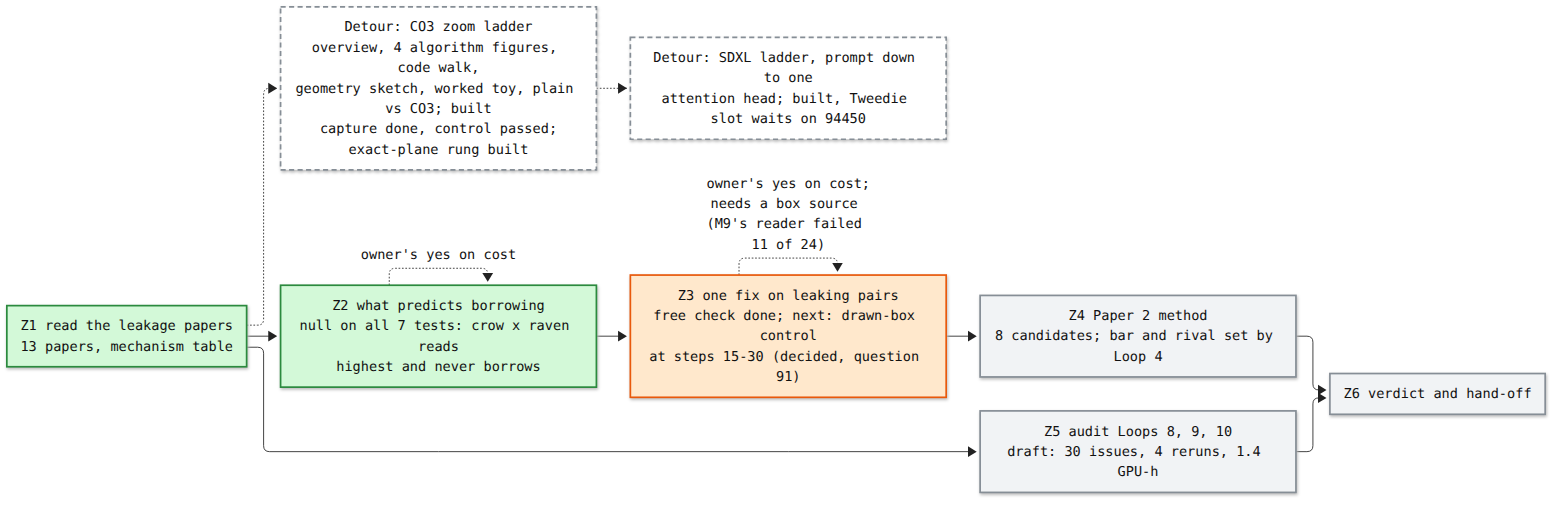 Detour: CO3 zoom ladder
overview, 4 algorithm figures,
code walk,
geometry sketch, worked toy, plain
vs CO3; built
capture done, control passed;
exact-plane rung built
Detour: SDXL ladder, prompt down
to one
attention head; built, Tweedie
slot waits on 94450
owner's yes on cost;
needs a box source
(M9's reader failed
11 of 24)
owner's yes on cost
Z1 read the leakage papers
13 papers, mechanism table
Z2 what predicts borrowing
null on all 7 tests: crow x raven
reads
highest and never borrows
Z3 one fix on leaking pairs
free check done; next: drawn-box
control
at steps 15-30 (decided, question
91)
Z4 Paper 2 method
8 candidates; bar and rival set by
Loop 4
Z5 audit Loops 8, 9, 10
draft: 30 issues, 4 reruns, 1.4
GPU-h
Z6 verdict and hand-off